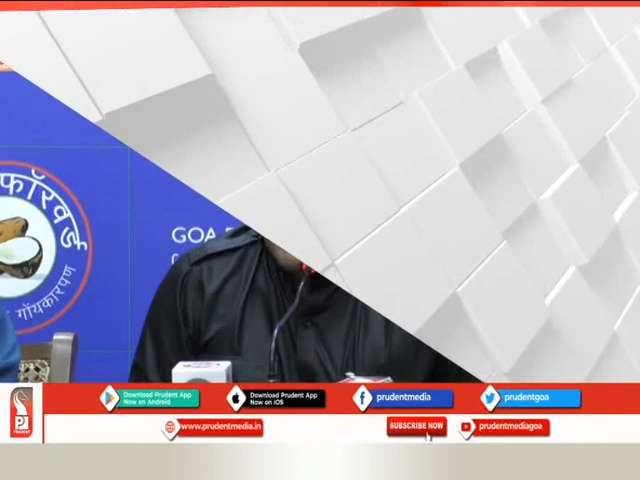 फॉरवर्ड
गोंयकारपण
GOA
Download Prudent App
Now on Android
Download Prudent App
Now on iOS
prudentmedia
prudentgoa
PRUDENT
www.prudentmedia.in
SUBSCRIBE NOW
prudentmediagoa